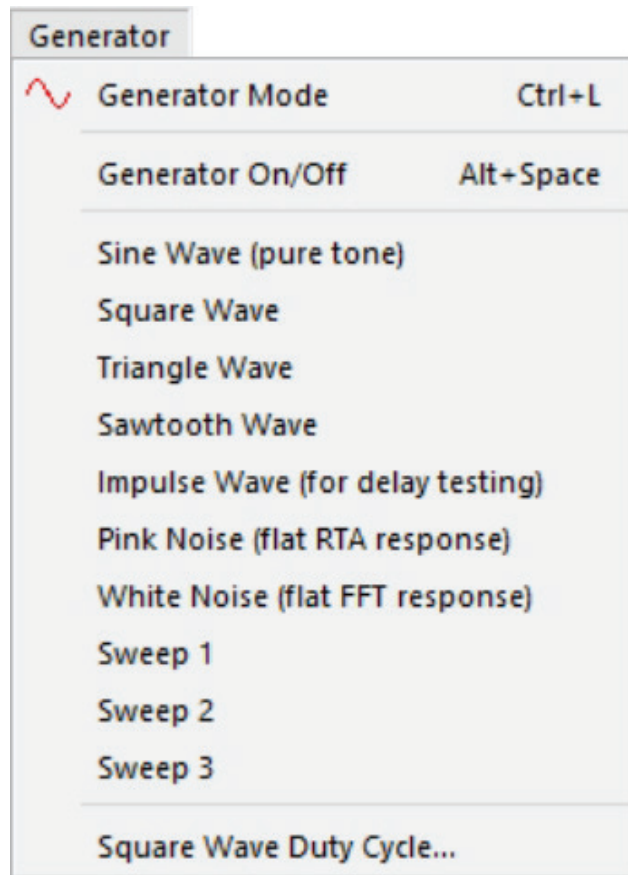 Generator
Generator Mode Ctrl+L
Generator On/Off Alt+Space
Sine Wave (pure tone)
Square Wave
Triangle Wave
Sawtooth Wave
Impulse Wave (for delay testing)
Pink Noise (flat RTA response)
White Noise (flat FFT response)
Sweep 1
Sweep 2
Sweep 3
Square Wave Duty Cycle...